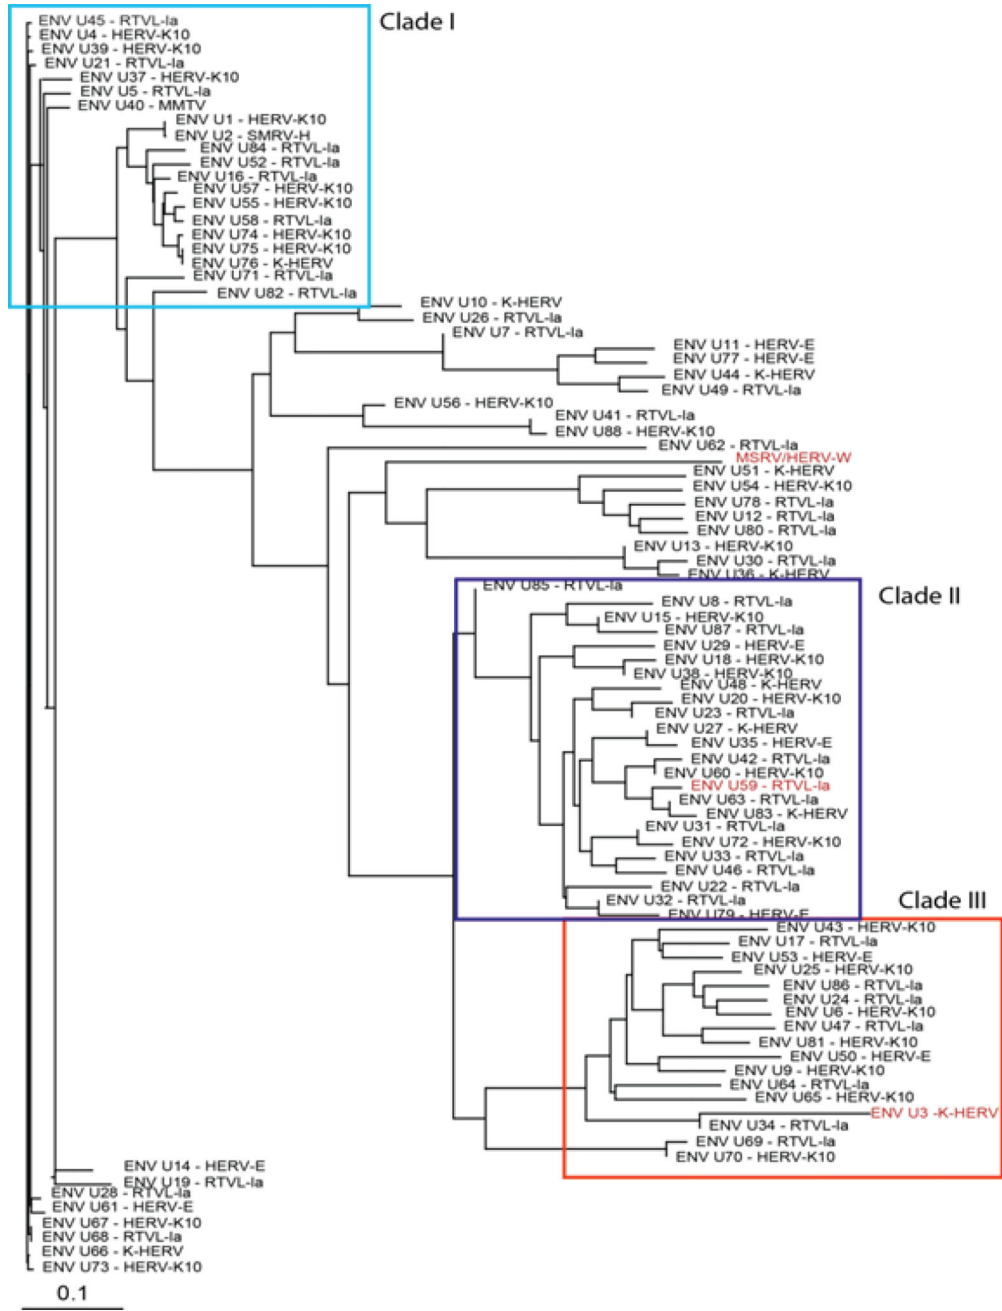 Clade I
ENV U45 - RTVL-Ia
ENV U4 - HERV-K10
ENV U39 - HERV-K10
ENV U21 - RTVL-Ia
ENV U37 - HERV-K10
ENV U5 - RTVL-Ia
ENV U40 - MMTV
ENV U1 - HERV-K10
ENV U2 - SMRV-H
ENV U84 - RTVL-Ia
ENV U52 - RTVL-Ia
ENV U16 - RTVL-Ia
ENV U57 - HERV-K10
ENV U55 - HERV-K10
ENV U58 - RTVL-Ia
ENV U74 - HERV-K10
ENV U75 - HERV-K10
ENV U76 - K-HERV
ENV U71 - RTVL-Ia
ENV U82 - RTVL-Ia
ENV U10 - K-HERV
ENV U26 - RTVL-Ia
ENV U7 - RTVL-Ia
ENV U11 - HERV-E
ENV U77 - HERV-E
ENV U44 - K-HERV
ENV U49 - RTVL-Ia
ENV U56 - HERV-K10
ENV U41 - RTVL-Ia
ENV U88 - HERV-K10
ENV U62 - RTVL-Ia
MSRV/HERV-W
ENV U51 - K-HERV
ENV U54 - HERV-K10
ENV U78 - RTVL-Ia
ENV U12 - RTVL-Ia
ENV U80 - RTVL-Ia
ENV U13 - HERV-K10
ENV U30 - RTVL-Ia
ENV U36 - K-HERV
ENV U85 - RTVL-Ia
Clade II
ENV U8 - RTVL-Ia
ENV U15 - HERV-K10
ENV U87 - RTVL-Ia
ENV U29 - HERV-E
ENV U18 - HERV-K10
ENV U38 - HERV-K10
ENV U48 - K-HERV
ENV U20 - HERV-K10
ENV U23 - RTVL-Ia
ENV U27 - K-HERV
ENV U35 - HERV-E
ENV U42 - RTVL-Ia
ENV U60 - HERV-K10
ENV U59 - RTVL-Ia
ENV U63 - RTVL-Ia
ENV U83 - K-HERV
ENV U31 - RTVL-Ia
ENV U72 - HERV-K10
ENV U33 - RTVL-Ia
ENV U46 - RTVL-Ia
ENV U22 - RTVL-Ia
ENV U32 - RTVL-Ia
ENV U79 - HERV-E
Clade III
ENV U43 - HERV-K10
ENV U17 - RTVL-Ia
ENV U53 - HERV-E
ENV U25 - HERV-K10
ENV U86 - RTVL-Ia
ENV U24 - RTVL-Ia
ENV U6 - HERV-K10
ENV U47 - RTVL-Ia
ENV U81 - HERV-K10
ENV U50 - HERV-E
ENV U9 - HERV-K10
ENV U64 - RTVL-Ia
ENV U65 - HERV-K10
ENV U3 -K-HERV
ENV U34 - RTVL-Ia
ENV U69 - RTVL-Ia
ENV U70 - HERV-K10
ENV U14 - HERV-E
ENV U19 - RTVL-Ia
ENV U28 - RTVL-Ia
ENV U61 - HERV-E
ENV U67 - HERV-K10
ENV U68 - RTVL-Ia
ENV U66 - K-HERV
ENV U73 - HERV-K10
0.1